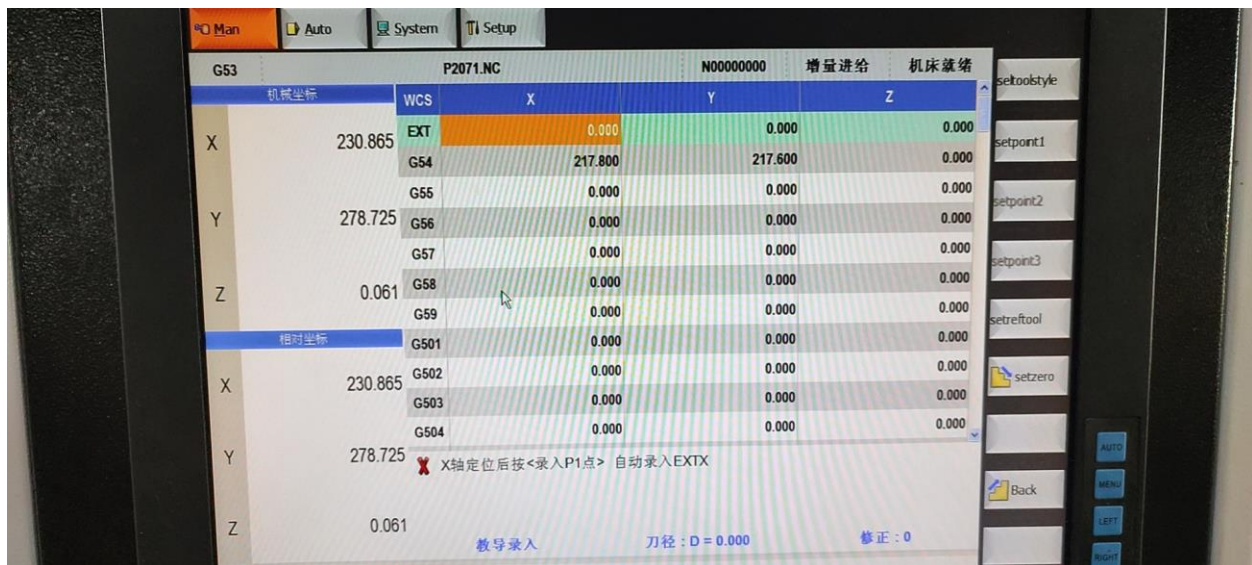 Man Auto System Setup
G53 P2071.NC N00000000 增量进给 机床就绪
机械坐标
X 230.865
Y 278.725
Z 0.061
相对坐标
X 230.865
Y 278.725
Z 0.061
WCS X Y Z
EXT 0.000 0.000 0.000
G54 217.800 217.600 0.000
G55 0.000 0.000 0.000
G56 0.000 0.000 0.000
G57 0.000 0.000 0.000
G58 0.000 0.000 0.000
G59 0.000 0.000 0.000
G501 0.000 0.000 0.000
G502 0.000 0.000 0.000
G503 0.000 0.000 0.000
G504 0.000 0.000 0.000
X轴定位后按<录入P1点> 自动录入EXTX
教导录入 刀径：D = 0.000 修正：0
seltoolstyle
setpoint1
setpoint2
setpoint3
setreftool
setzero
Back
AUTO
MENU
LEFT
RIGHT